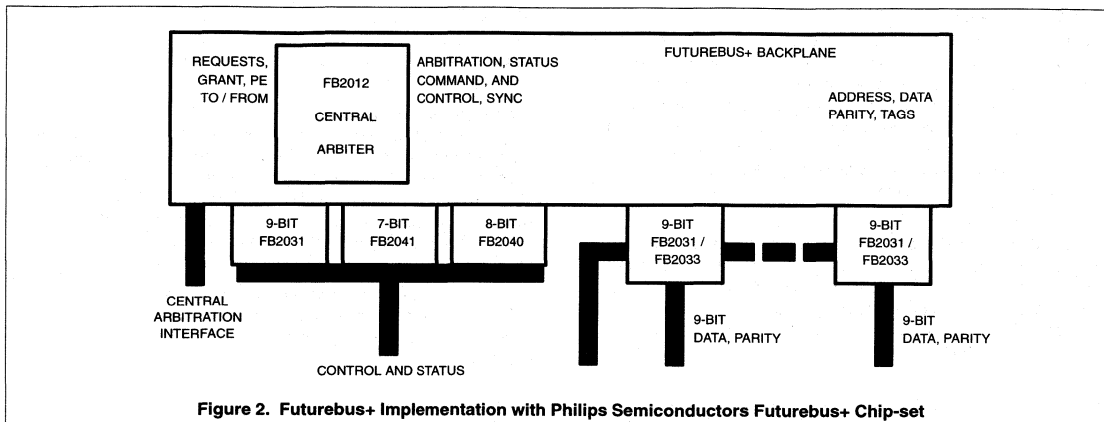 FUTUREBUS+ BACKPLANE
REQUESTS,
GRANT, PE
TO / FROM
FB2012
CENTRAL
ARBITER
ARBITRATION, STATUS
COMMAND, AND
CONTROL, SYNC
ADDRESS, DATA
PARITY, TAGS
9-BIT
FB2031
7-BIT
FB2041
8-BIT
FB2040
9-BIT
FB2031 /
FB2033
9-BIT
FB2031 /
FB2033
CENTRAL
ARBITRATION
INTERFACE
CONTROL AND STATUS
9-BIT
DATA, PARITY
9-BIT
DATA, PARITY
Figure 2. Futurebus+ Implementation with Philips Semiconductors Futurebus+ Chip-set